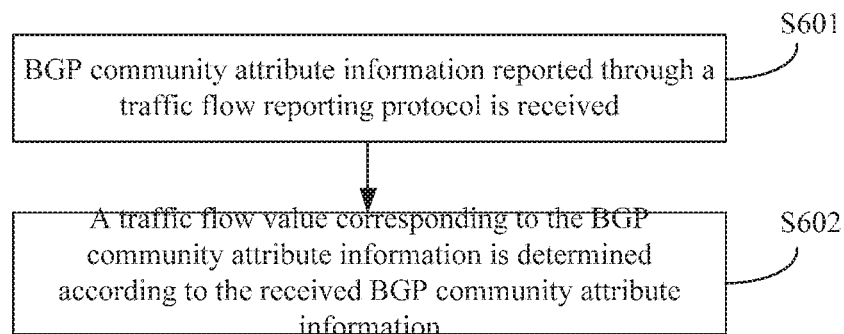 S601
BGP community attribute information reported through a
traffic flow reporting protocol is received
S602
A traffic flow value corresponding to the BGP
community attribute information is determined
according to the received BGP community attribute
information